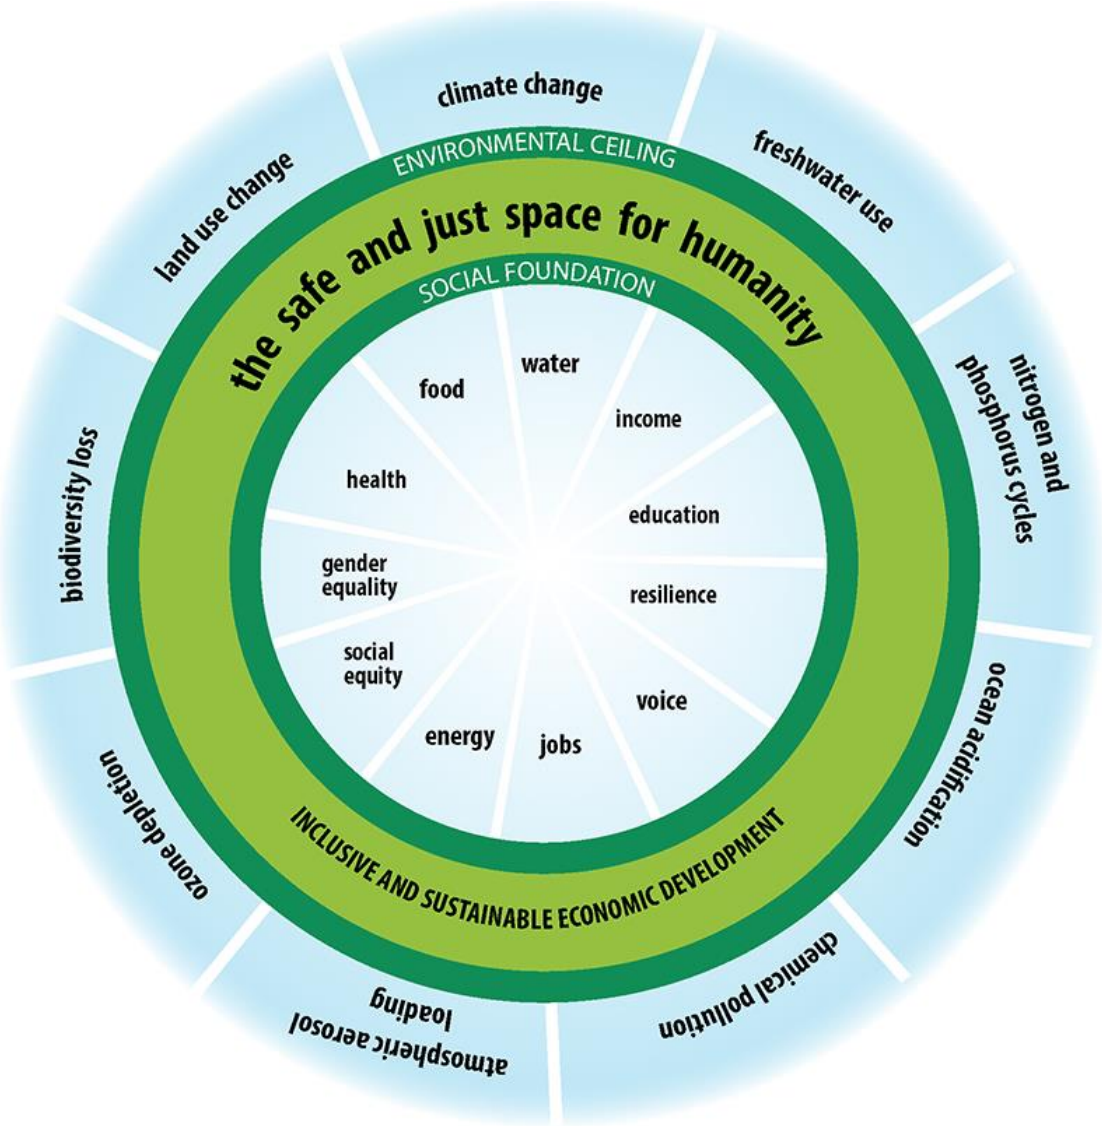 climate change
freshwater use
nitrogen and
phosphorus cycles
ocean acidification
chemical pollution
atmospheric aerosol
loading
ozone depletion
biodiversity loss
land use change
ENVIRONMENTAL CEILING
the safe and just space for humanity
SOCIAL FOUNDATION
water
income
education
resilience
voice
jobs
energy
social
equity
gender
equality
health
food
INCLUSIVE AND SUSTAINABLE ECONOMIC DEVELOPMENT